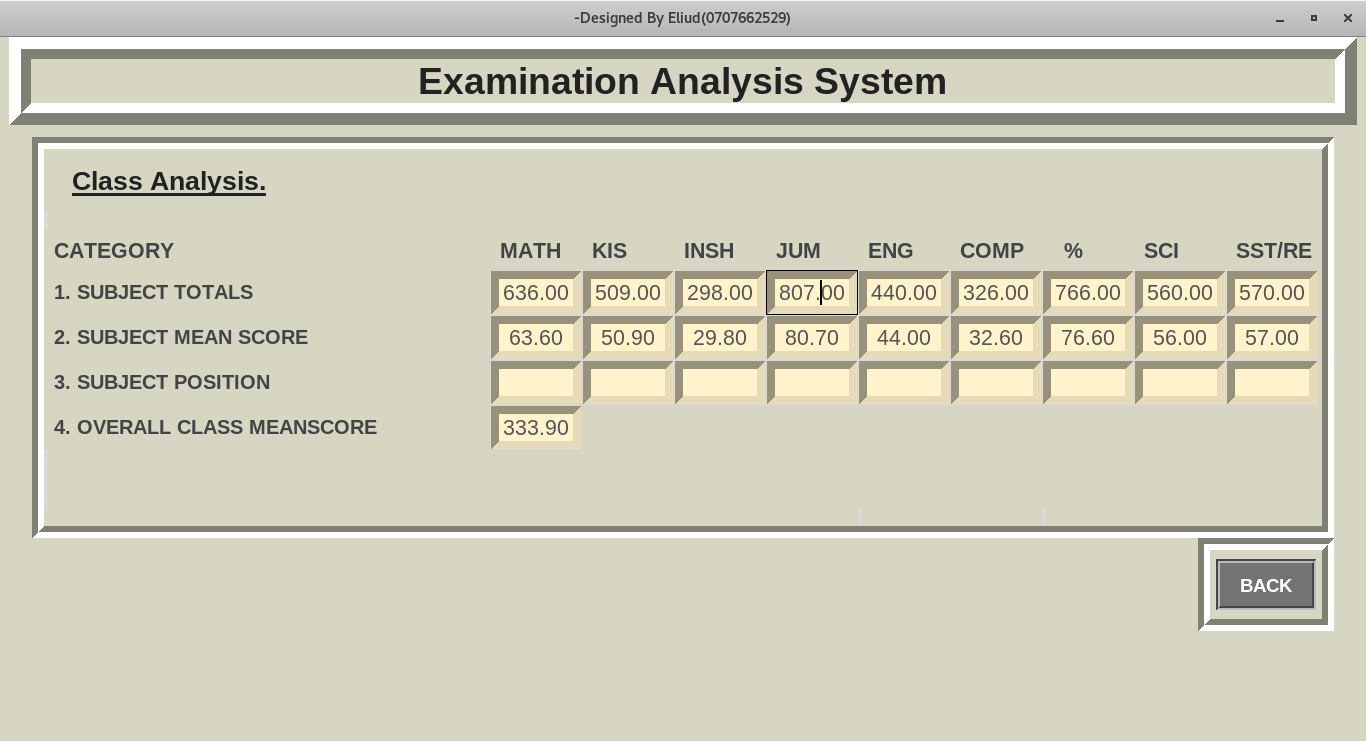 -Designed By Eliud(0707662529)
Examination Analysis System
Class Analysis.
CATEGORY MATH KIS INSH JUM ENG COMP % SCI SST/RE
1. SUBJECT TOTALS 636.00 509.00 298.00 807.00 440.00 326.00 766.00 560.00 570.00
2. SUBJECT MEAN SCORE 63.60 50.90 29.80 80.70 44.00 32.60 76.60 56.00 57.00
3. SUBJECT POSITION
4. OVERALL CLASS MEANSCORE 333.90
BACK